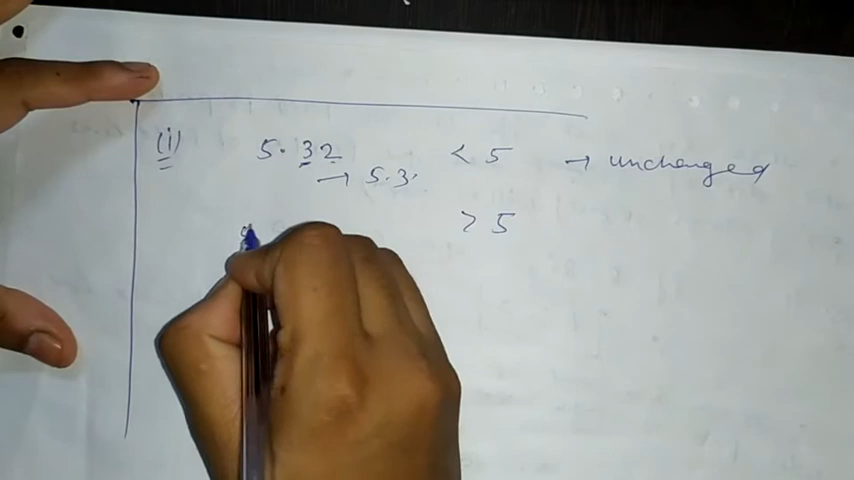 (i) 5.32 < 5 → unchanged
→ 5.3.
> 5